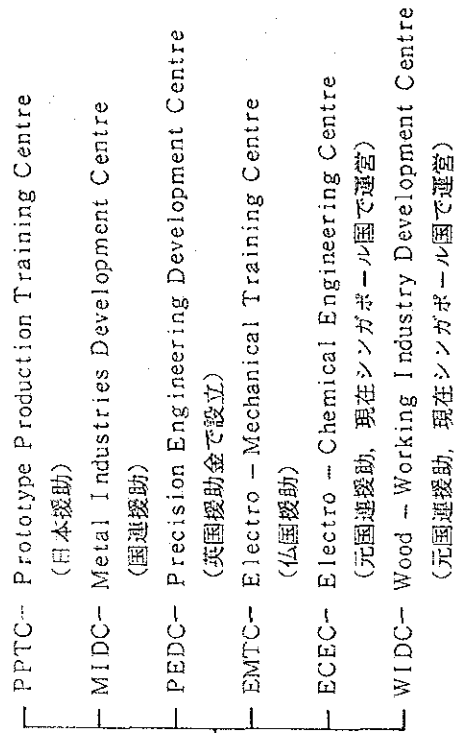 PPTC— Prototype Production Training Centre
(日本援助)
MIDC— Metal Industries Development Centre
(国連援助)
PEDC— Precision Engineering Development Centre
(英国援助金で設立)
EMTC— Electro — Mechanical Training Centre
(仏国援助)
ECEC— Electro — Chemical Engineering Centre
(元国連援助, 現在シンガポール国で運営)
WIDC— Wood — Working Industry Development Centre
(元国連援助, 現在シンガポール国で運営)